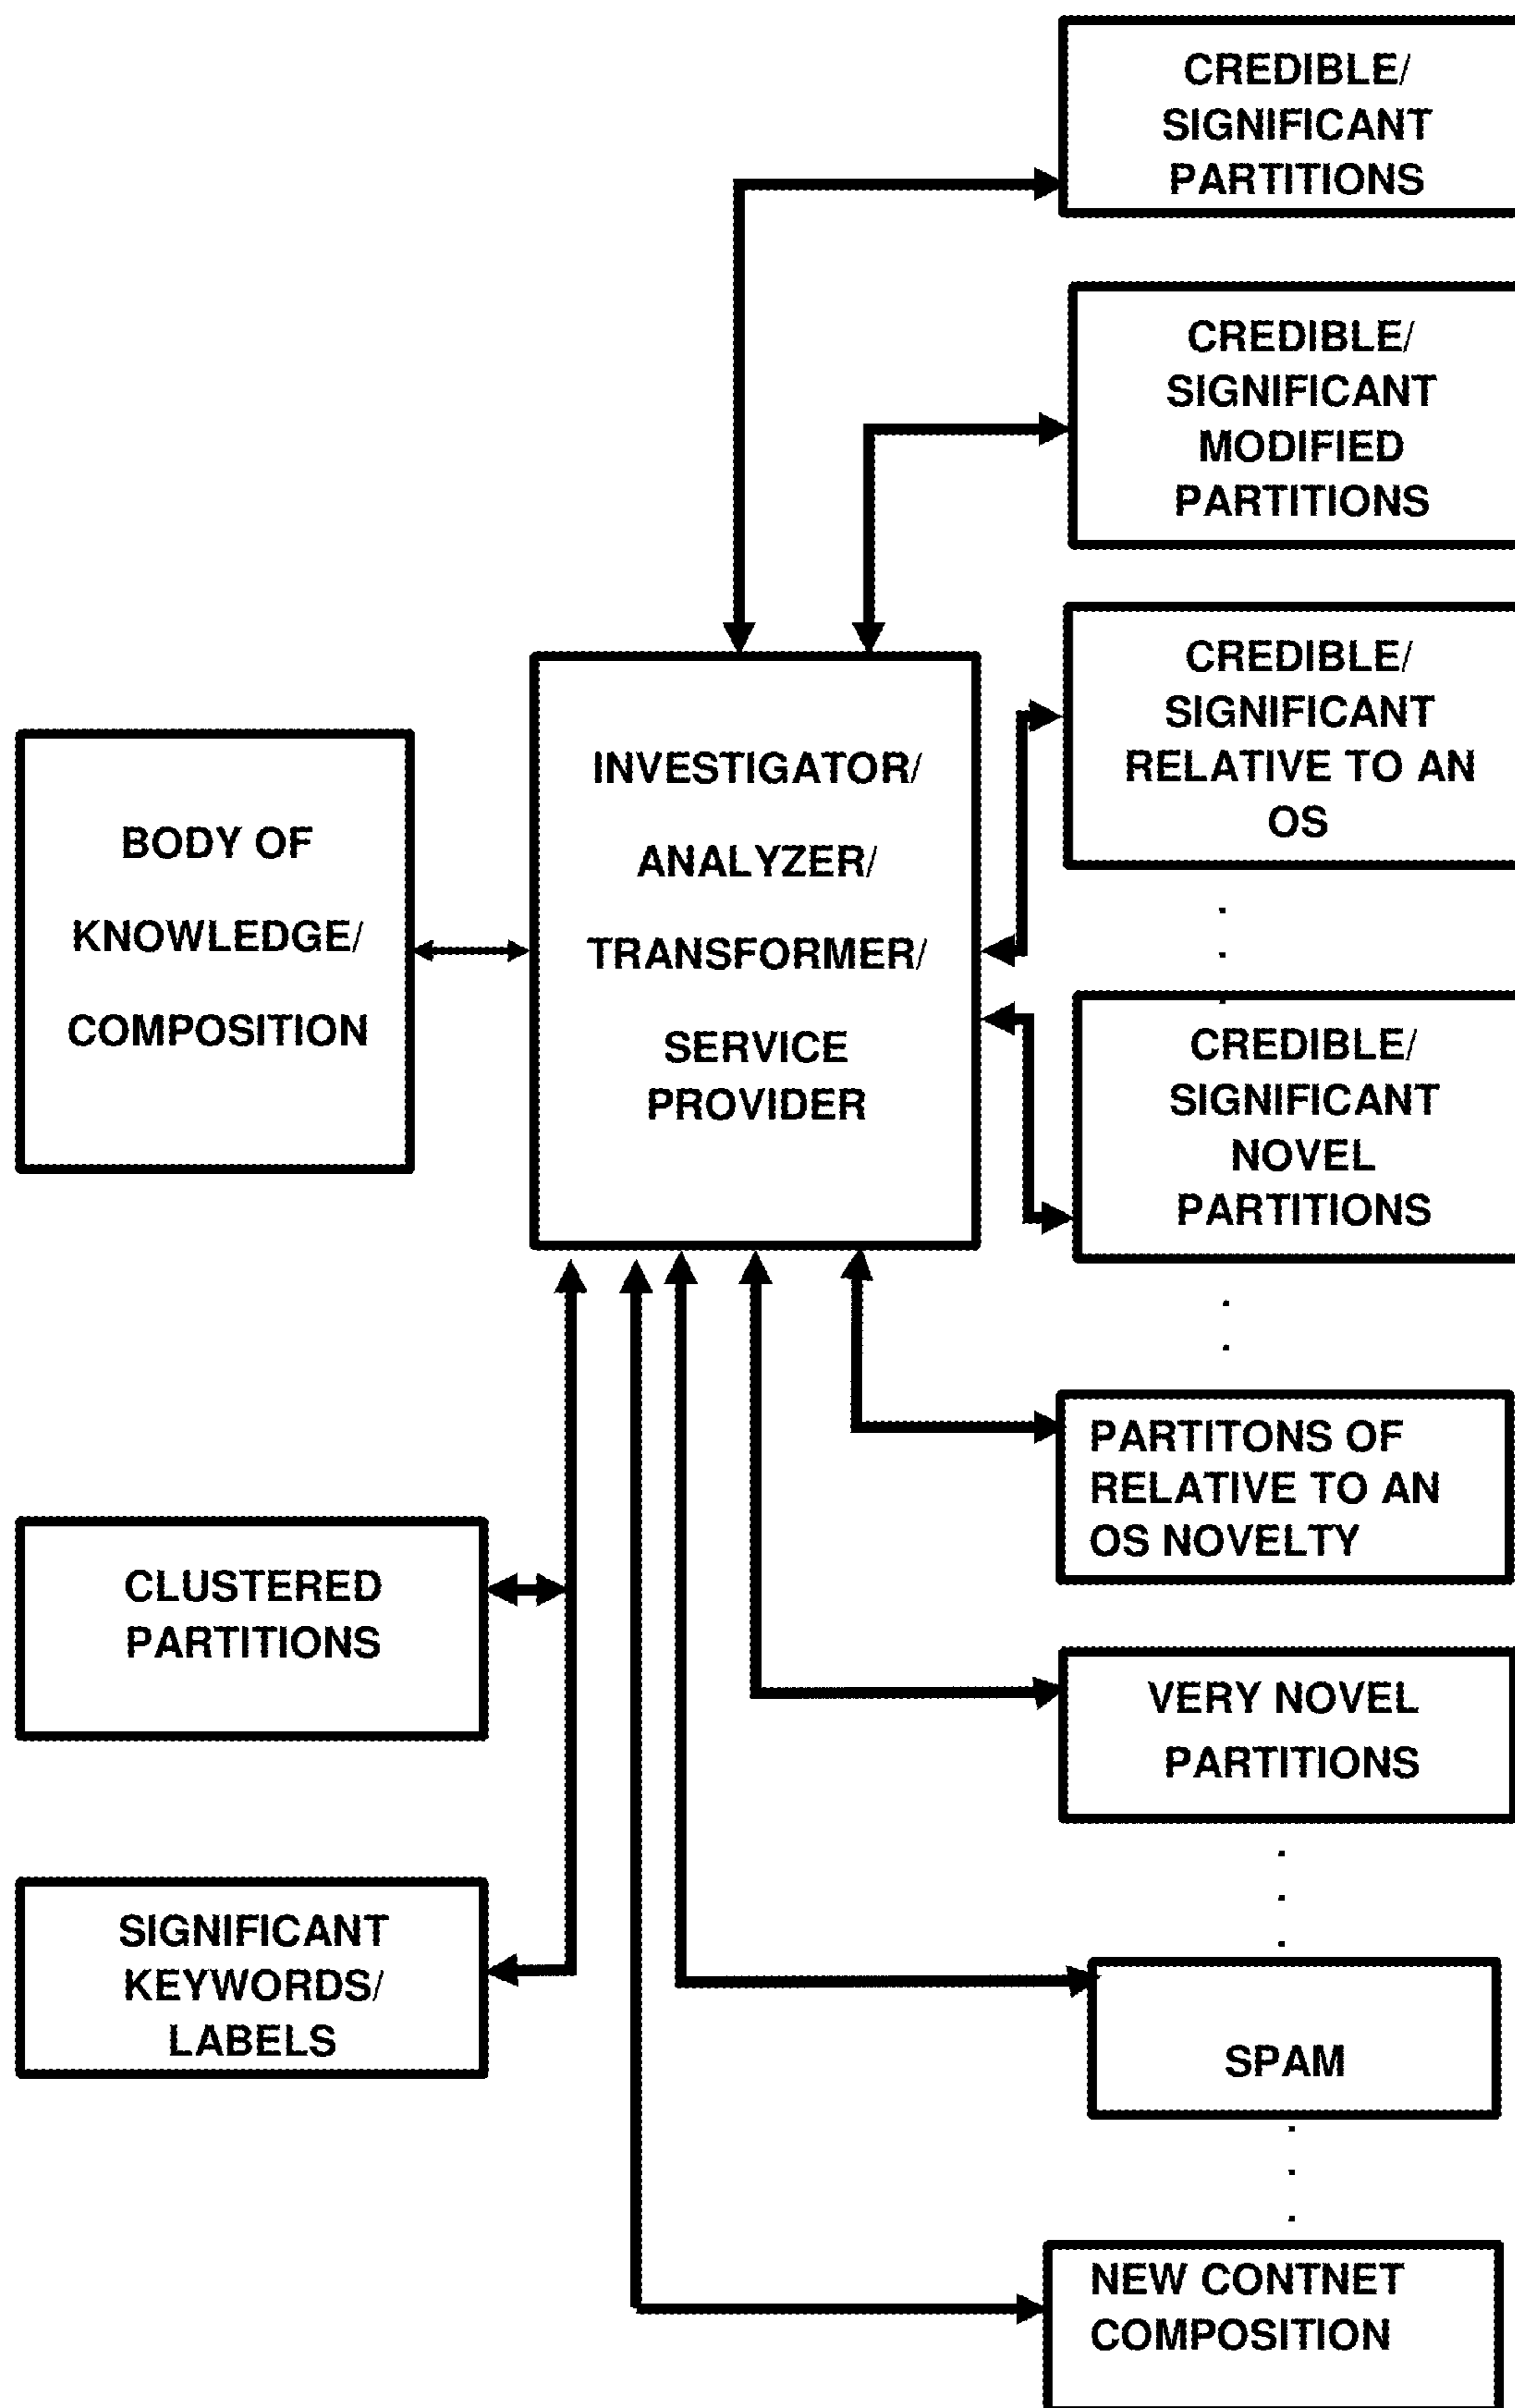 CREDIBLE/
SIGNIFICANT
PARTITIONS
CREDIBLE/
SIGNIFICANT
MODIFIED
PARTITIONS
CREDIBLE/
SIGNIFICANT
RELATIVE TO AN
OS
INVESTIGATOR/
ANALYZER/
TRANSFORMER/
SERVICE
PROVIDER
BODY OF
KNOWLEDGE/
COMPOSITION
CREDIBLE/
SIGNIFICANT
NOVEL
PARTITIONS
PARTITONS OF
RELATIVE TO AN
OS NOVELTY
CLUSTERED
PARTITIONS
VERY NOVEL
PARTITIONS
SIGNIFICANT
KEYWORDS/
LABELS
SPAM
NEW CONTNET
COMPOSITION